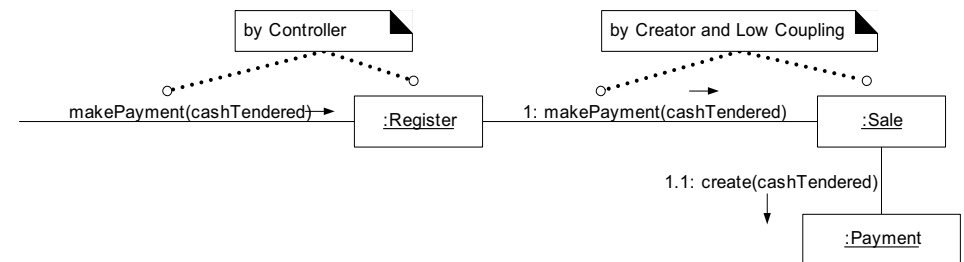 by Controller
by Creator and Low Coupling
makePayment(cashTendered)
:Register
1: makePayment(cashTendered)
:Sale
1.1: create(cashTendered)
:Payment